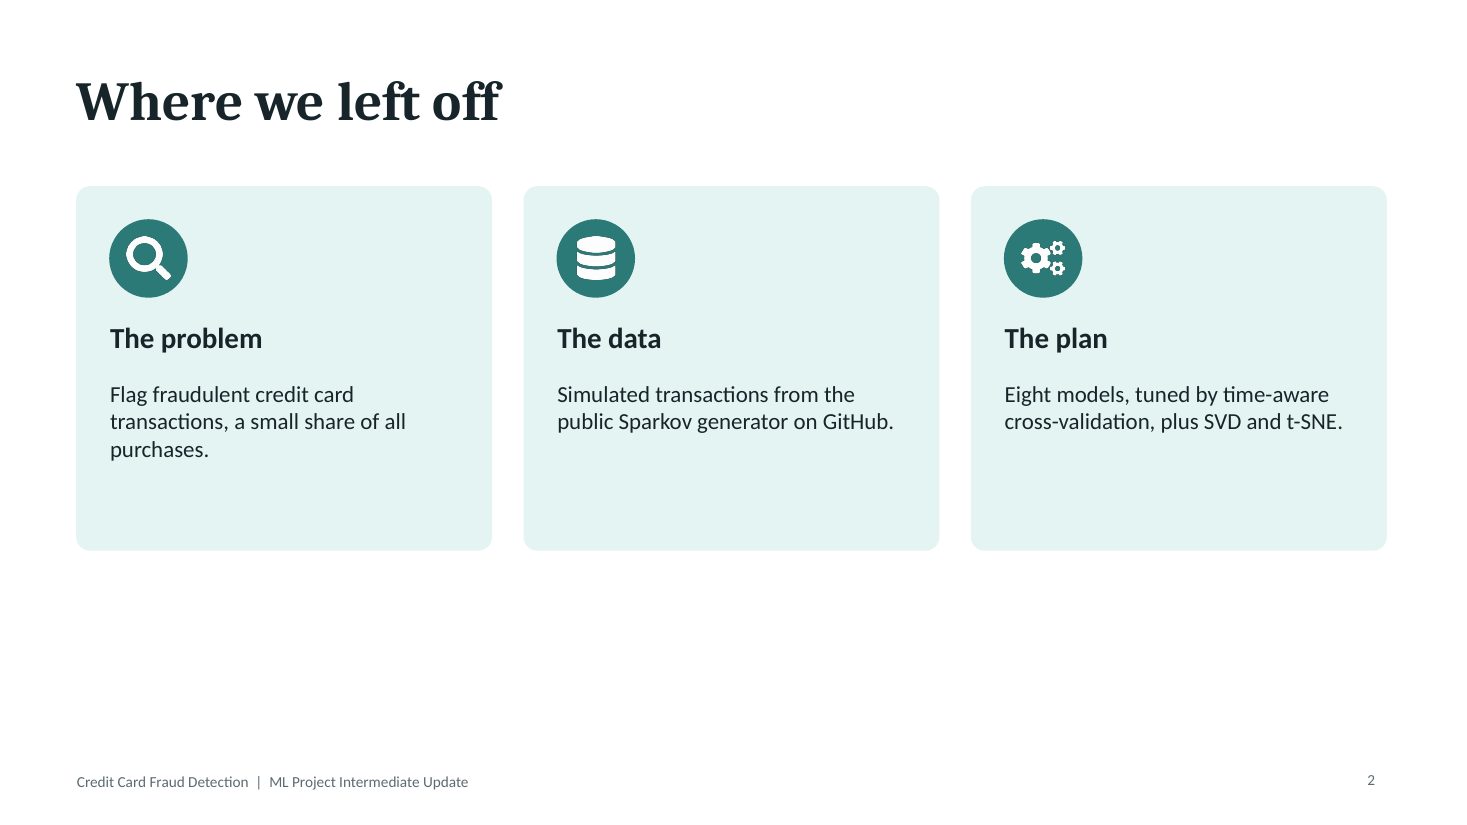 Where we left off
The problem
Flag fraudulent credit card
transactions, a small share of all
purchases.
The data
Simulated transactions from the
public Sparkov generator on GitHub.
The plan
Eight models, tuned by time-aware
cross-validation, plus SVD and t-SNE.
Credit Card Fraud Detection | ML Project Intermediate Update
2